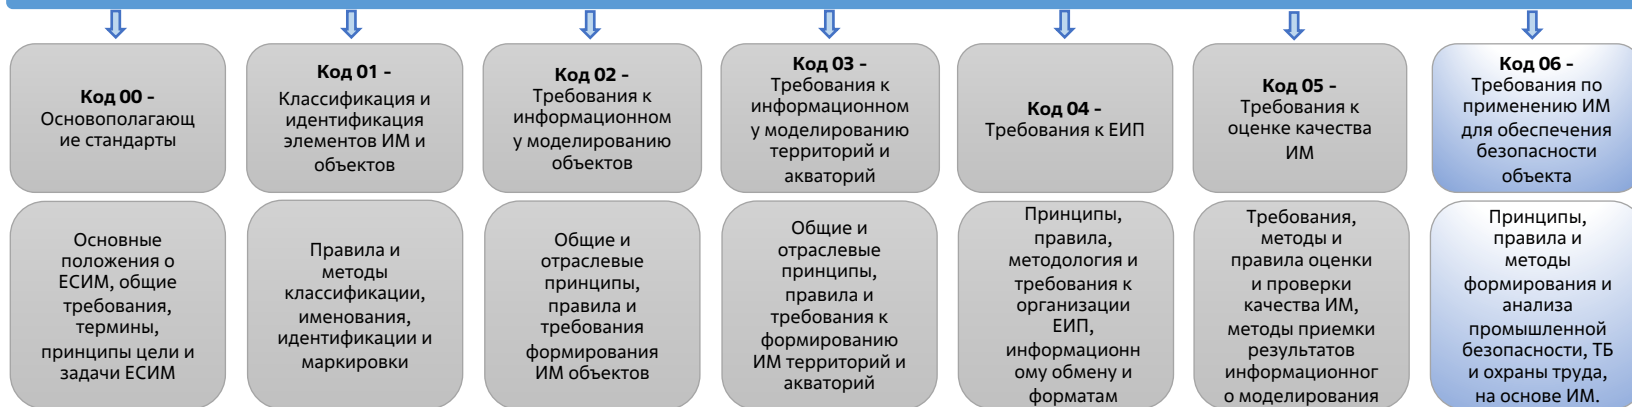 Код 00 -
Основополагающ
ие стандарты
Код 01 -
Классификация и
идентификация
элементов ИМ и
объектов
Код 02 -
Требования к
информационном
у моделированию
объектов
Код 03 -
Требования к
информационном
у моделированию
территорий и
акваторий
Код 04 -
Требования к ЕИП
Код 05 -
Требования к
оценке качества
ИМ
Код 06 -
Требования по
применению ИМ
для обеспечения
безопасности
объекта
Основные
положения о
ЕСИМ, общие
требования,
термины,
принципы цели и
задачи ЕСИМ
Правила и
методы
классификации,
именования,
идентификации и
маркировки
Общие и
отраслевые
принципы,
правила и
требования
формирования
ИМ объектов
Общие и
отраслевые
принципы,
правила и
требования к
формированию
ИМ территорий и
акваторий
Принципы,
правила,
методология и
требования к
организации
ЕИП,
информационн
ому обмену и
форматам
Требования,
методы и
правила оценки
и проверки
качества ИМ,
методы приемки
результатов
информационног
о моделирования
Принципы,
правила и
методы
формирования и
анализа
промышленной
безопасности, ТБ
и охраны труда,
на основе ИМ.